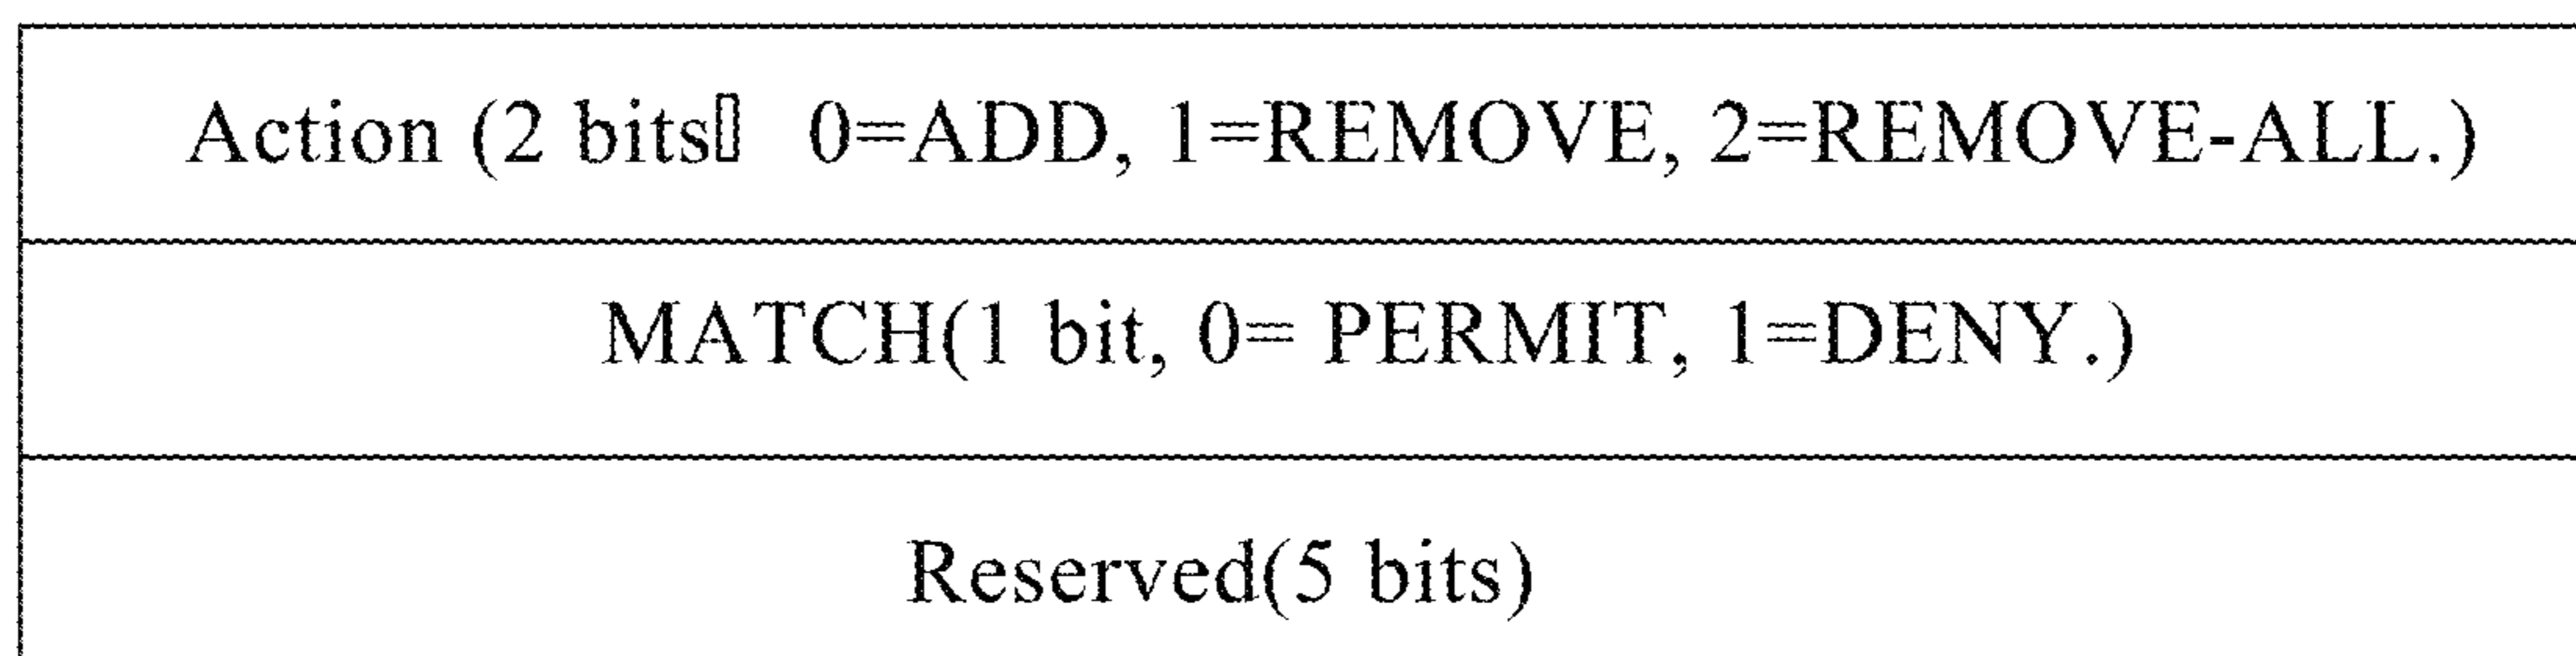 Action (2 bits▯ 0=ADD, 1=REMOVE, 2=REMOVE-ALL.)
MATCH(1 bit, 0= PERMIT, 1=DENY.)
Reserved(5 bits)